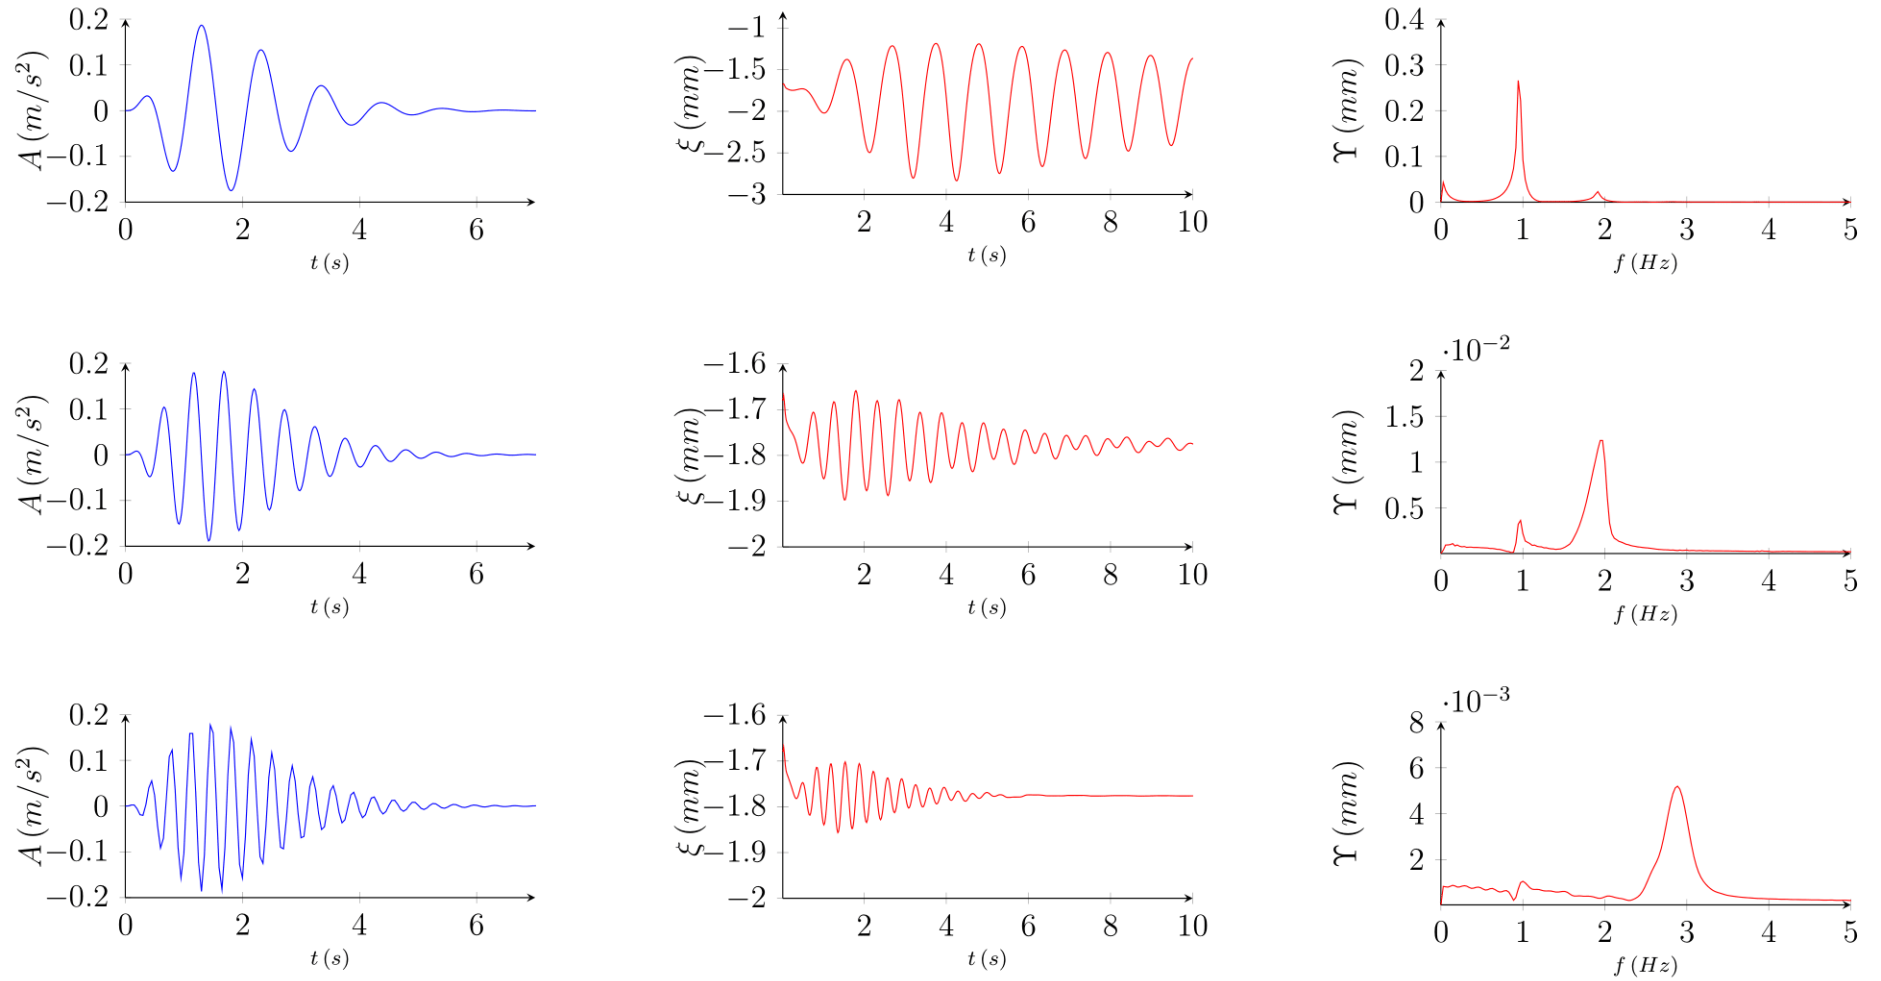 0.2
0.1
0
−0.1
−0.2
A (m/s²)
0 2 4 6
t (s)
−1
−1.5
−2
−2.5
−3
ξ (mm)
2 4 6 8 10
t (s)
0.4
0.3
0.2
0.1
0
ϒ (mm)
0 1 2 3 4 5
f (Hz)
0.2
0.1
0
−0.1
−0.2
A (m/s²)
0 2 4 6
t (s)
−1.6
−1.7
−1.8
−1.9
−2
ξ (mm)
2 4 6 8 10
t (s)
·10⁻²
2
1.5
1
0.5
ϒ (mm)
0 1 2 3 4 5
f (Hz)
0.2
0.1
0
−0.1
−0.2
A (m/s²)
0 2 4 6
t (s)
−1.6
−1.7
−1.8
−1.9
−2
ξ (mm)
2 4 6 8 10
t (s)
·10⁻³
8
6
4
2
ϒ (mm)
0 1 2 3 4 5
f (Hz)